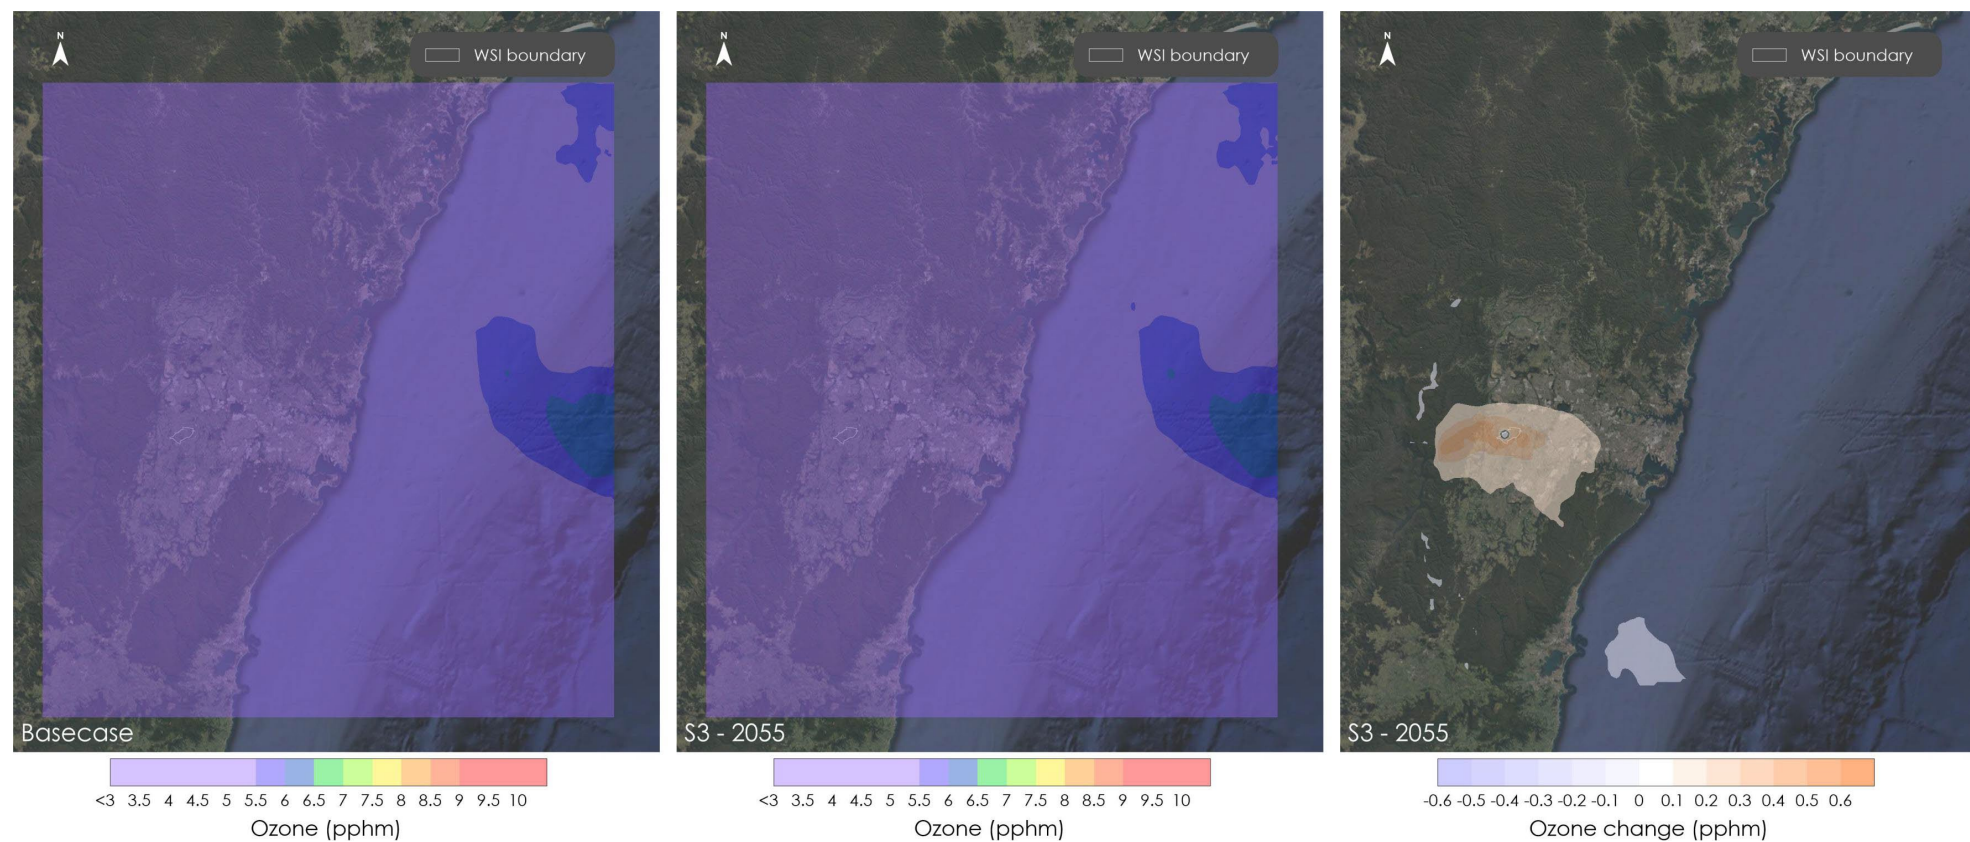 N
WSI boundary
N
WSI boundary
N
WSI boundary
Basecase
S3 - 2055
S3 - 2055
<3 3.5 4 4.5 5 5.5 6 6.5 7 7.5 8 8.5 9 9.5 10
Ozone (pphm)
<3 3.5 4 4.5 5 5.5 6 6.5 7 7.5 8 8.5 9 9.5 10
Ozone (pphm)
-0.6 -0.5 -0.4 -0.3 -0.2 -0.1 0 0.1 0.2 0.3 0.4 0.5 0.6
Ozone change (pphm)